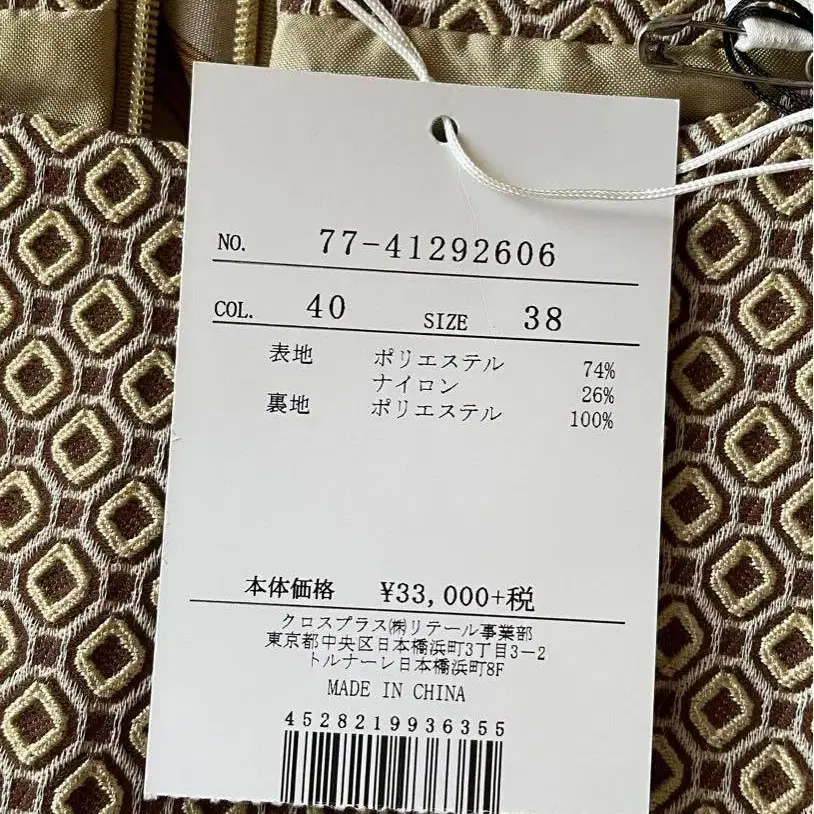 NO. 77-41292606
COL. 40 SIZE 38
表地 ポリエステル 74%
ナイロン 26%
裏地 ポリエステル 100%
本体価格 ¥33,000+税
クロスプラス㈱リテール事業部
東京都中央区日本橋浜町3丁目3−2
トルナーレ日本橋浜町8F
MADE IN CHINA
4528219936355